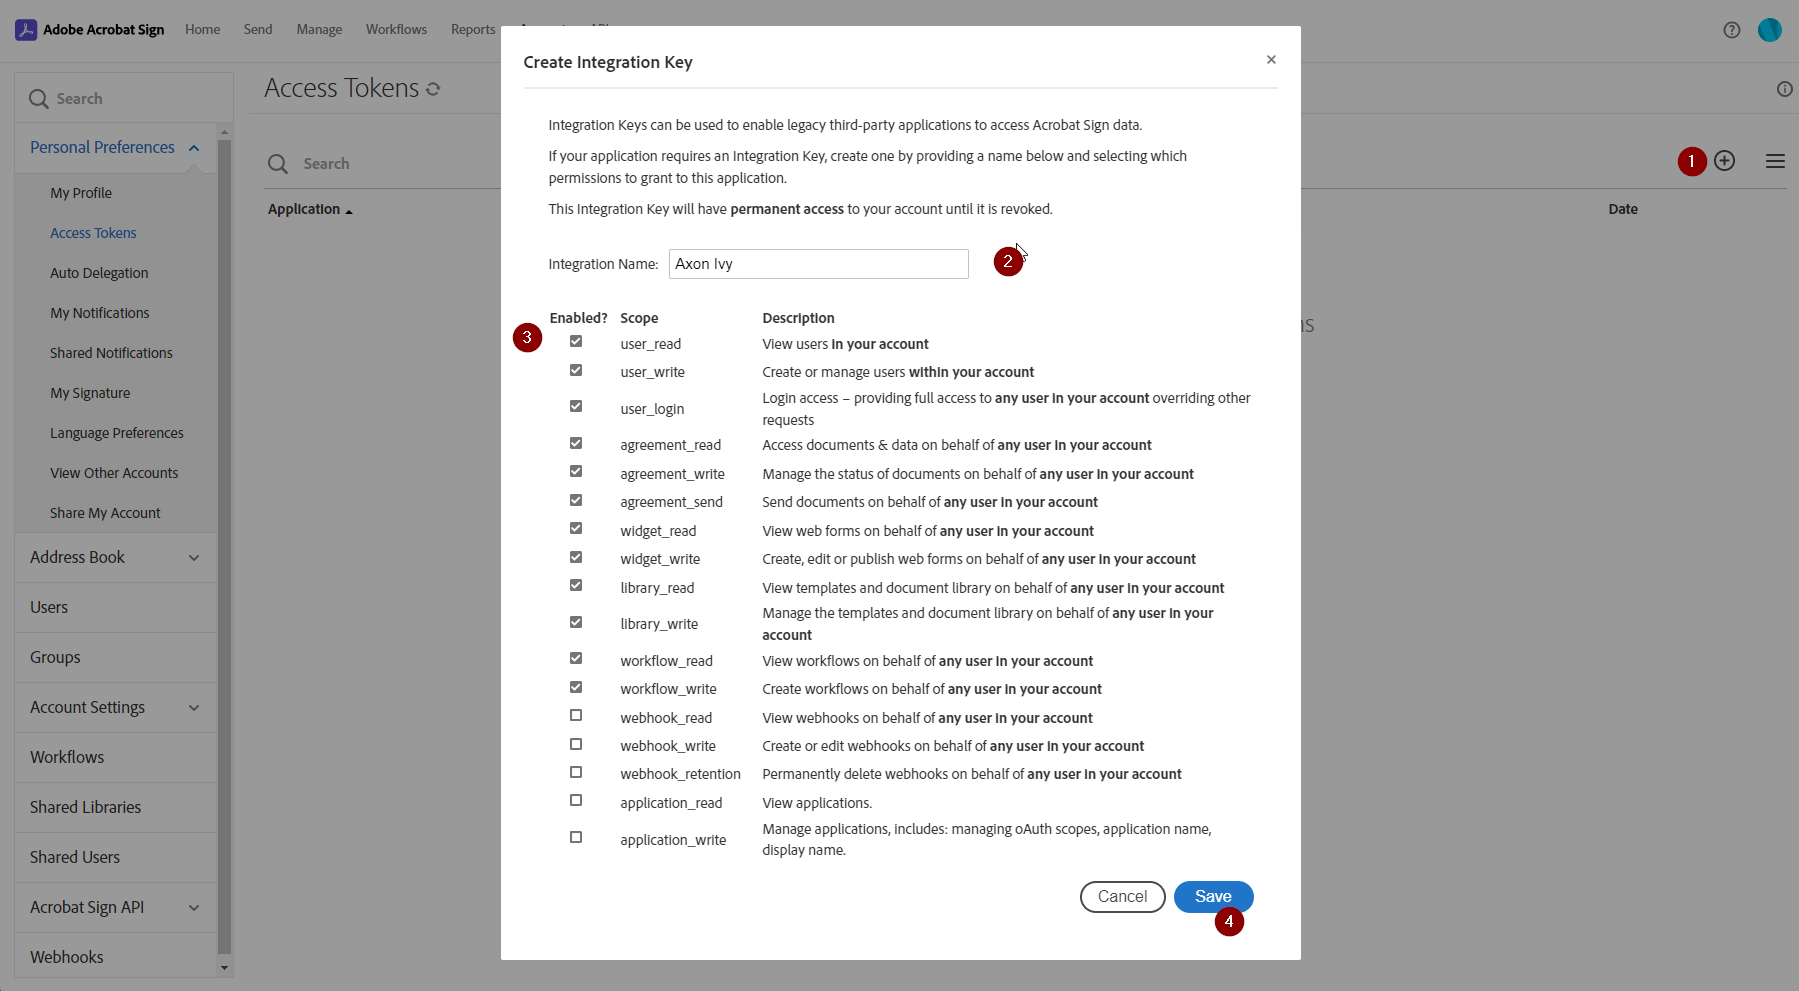 Adobe Acrobat Sign
Home
Send
Manage
Workflows
Reports
Search
Personal Preferences
My Profile
Access Tokens
Auto Delegation
My Notifications
Shared Notifications
My Signature
Language Preferences
View Other Accounts
Share My Account
Address Book
Users
Groups
Account Settings
Workflows
Shared Libraries
Shared Users
Acrobat Sign API
Webhooks
Access Tokens
Search
Application
Date
1
Create Integration Key
Integration Keys can be used to enable legacy third-party applications to access Acrobat Sign data.
If your application requires an Integration Key, create one by providing a name below and selecting which
permissions to grant to this application.
This Integration Key will have permanent access to your account until it is revoked.
Integration Name: Axon Ivy
2
Enabled? Scope Description
3
user_read View users in your account
user_write Create or manage users within your account
user_login Login access – providing full access to any user in your account overriding other
requests
agreement_read Access documents & data on behalf of any user in your account
agreement_write Manage the status of documents on behalf of any user in your account
agreement_send Send documents on behalf of any user in your account
widget_read View web forms on behalf of any user in your account
widget_write Create, edit or publish web forms on behalf of any user in your account
library_read View templates and document library on behalf of any user in your account
library_write Manage the templates and document library on behalf of any user in your
account
workflow_read View workflows on behalf of any user in your account
workflow_write Create workflows on behalf of any user in your account
webhook_read View webhooks on behalf of any user in your account
webhook_write Create or edit webhooks on behalf of any user in your account
webhook_retention Permanently delete webhooks on behalf of any user in your account
application_read View applications.
application_write Manage applications, includes: managing oAuth scopes, application name,
display name.
Cancel
Save
4